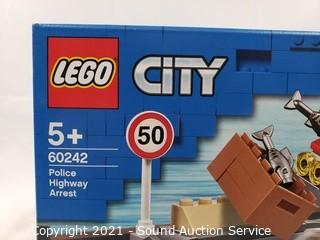 LEGO
CITY
5+
60242
Police
Highway
Arrest
50
Copyright 2021 - Sound Auction Service